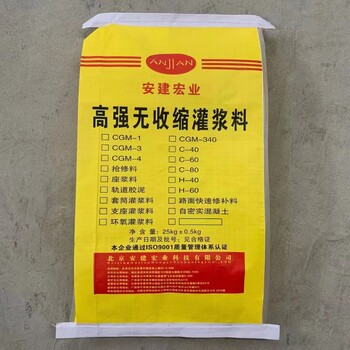 ANJIAN
安建宏业
高强无收缩灌浆料
□CGM-1 □CGM-340
□CGM-3 □C-40
□CGM-4 □C-60
□抢修料 □C-80
□座浆料 □H-40
□轨道胶泥 □H-60
□套筒灌浆料 □路面快速修补料
□支座灌浆料 □自密实混凝土
□环氧灌浆料 □
净 含 量：25kg±0.5kg
生产日期及批号：见合格证
本企业通过ISO9001质量管理体系认证
北京安建宏业科技有限公司